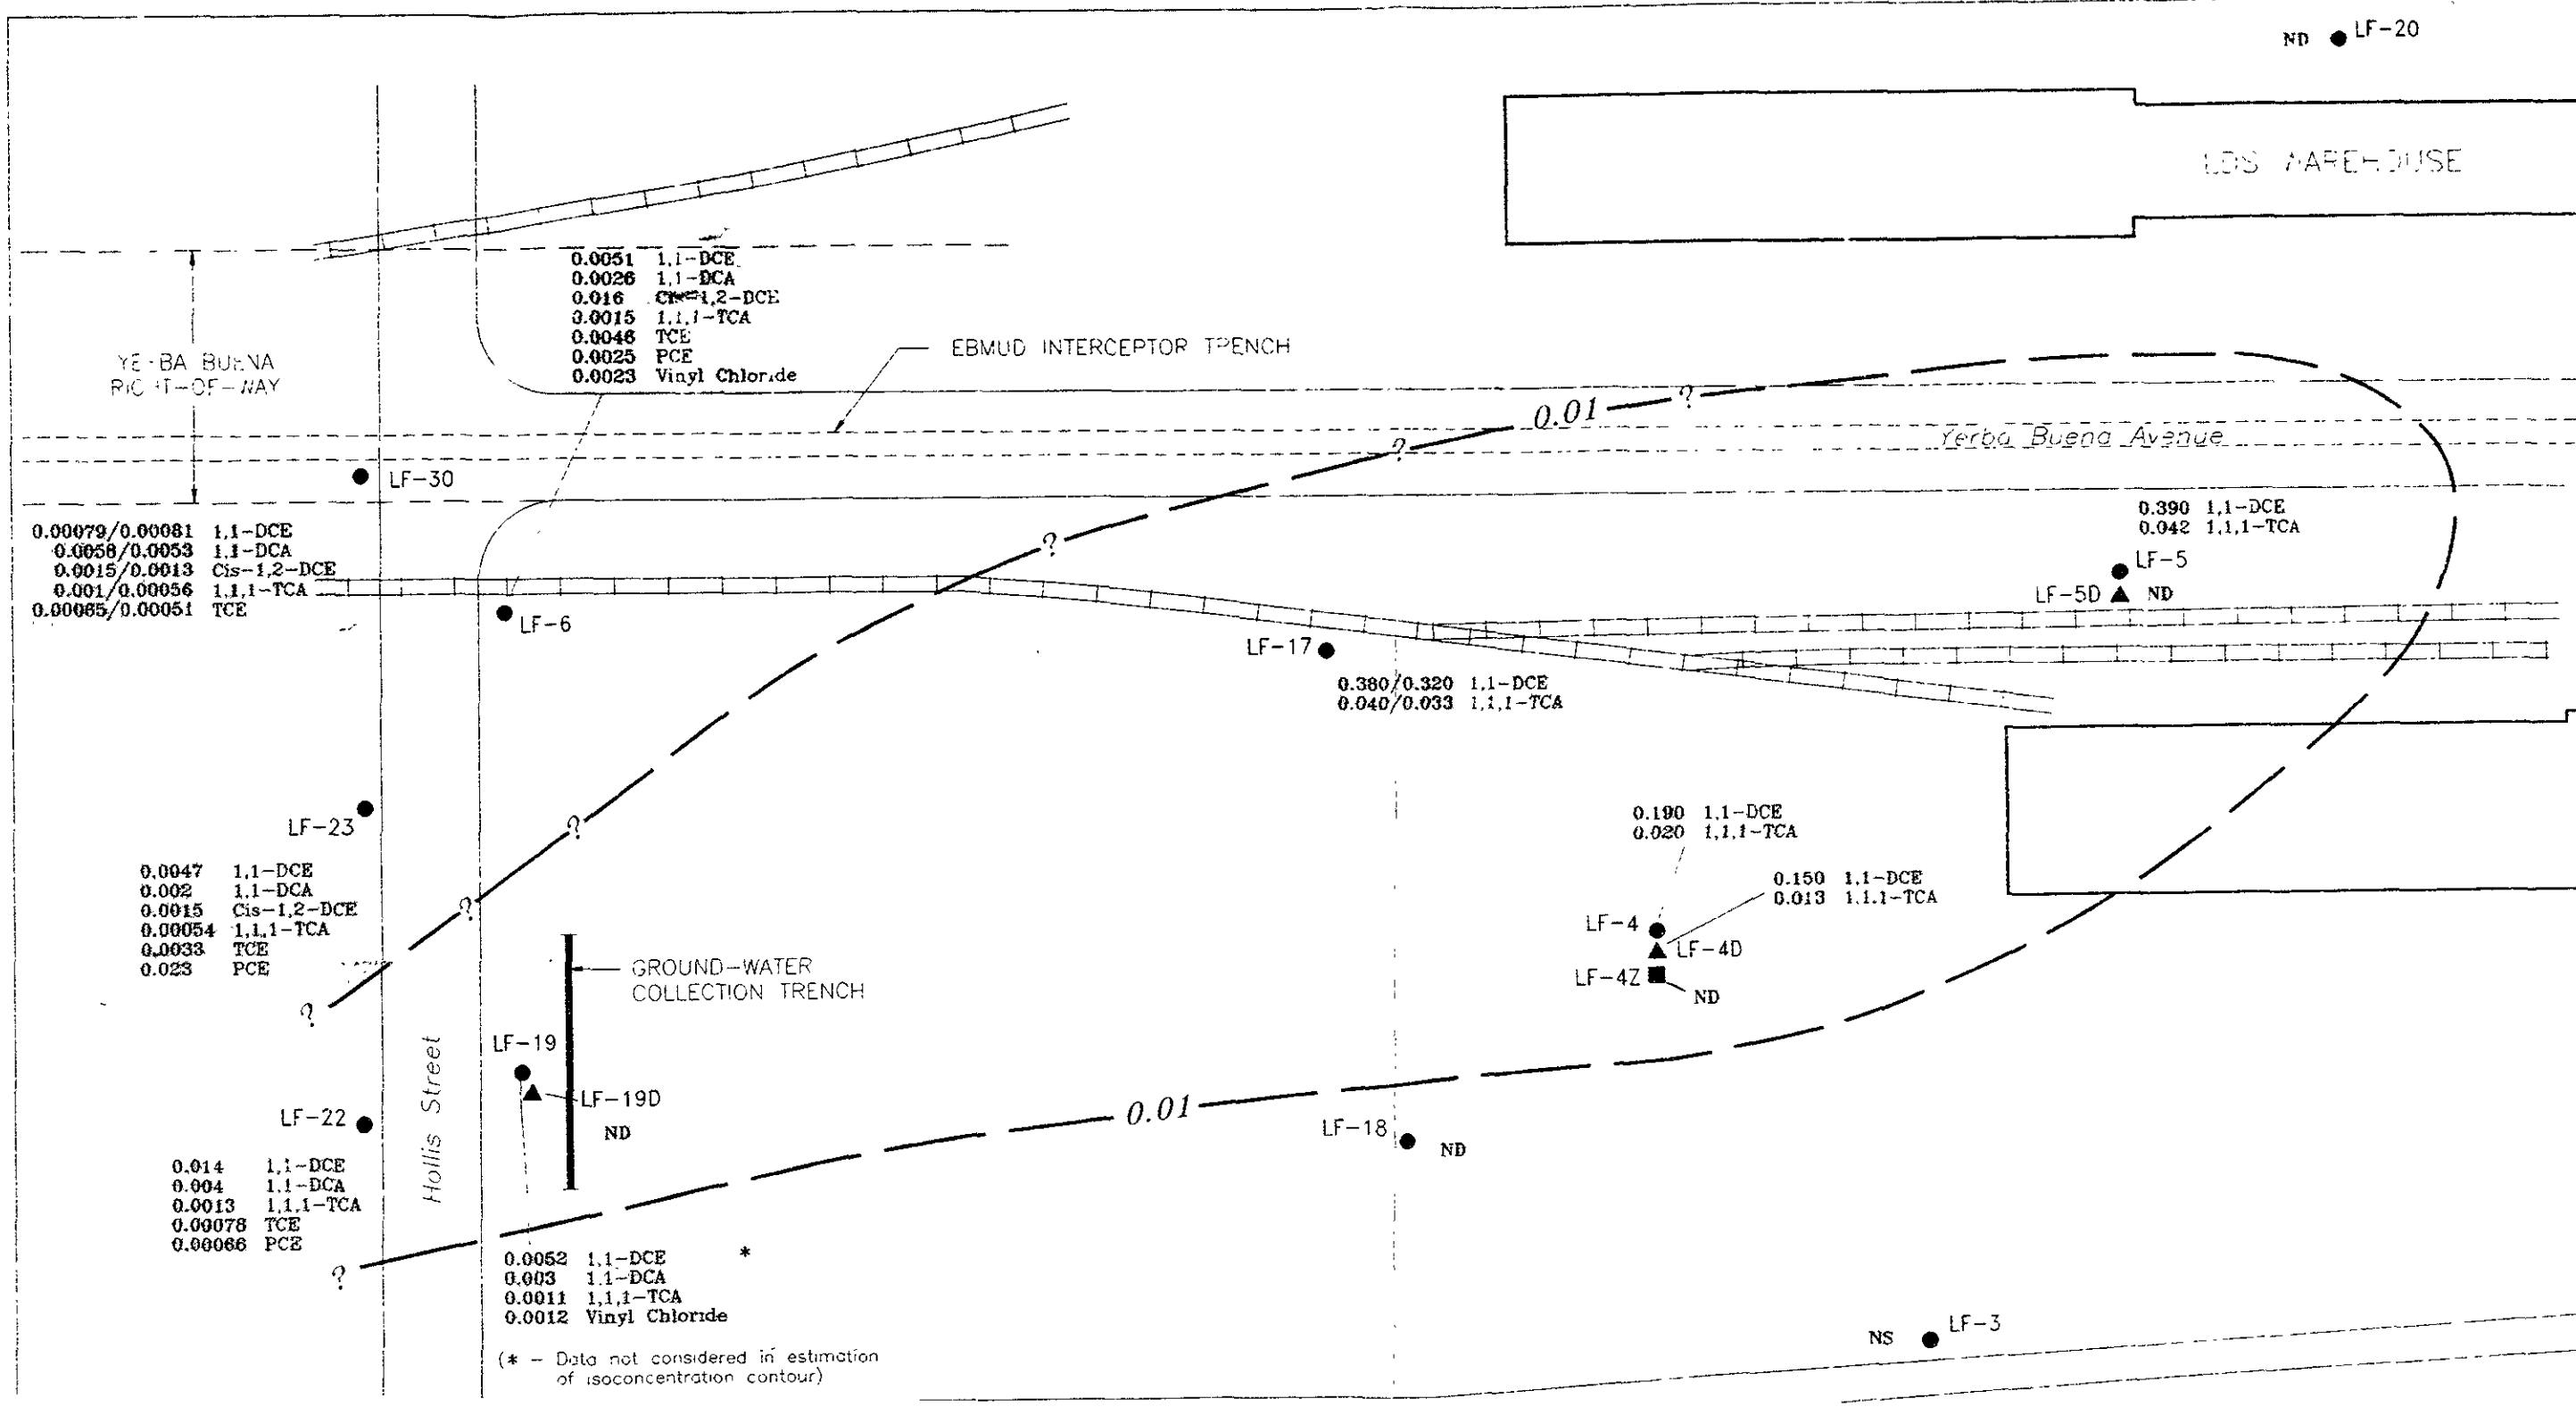 ND LF-20
0.0051 1,1-DCE
0.0026 1,1-DCA
0.016 1,2-DCE
0.0015 1,1,1-TCA
0.0046 TCE
0.0025 PCE
0.0023 Vinyl Chloride
BUENA
EBMUD INTERCEPTOR
0.01
?
?
?
?
?
?
Yerba Buena Avenue
LF-30
0.00079/0.00081 1,1-DCE
0.0058/0.0053 1,1-DCA
0.0015/0.0013 Cis-1,2-DCE
0.001/0.00056 1,1,1-TCA
0.00065/0.00051 TCE
LF-6
0.390 1,1-DCE
0.042 1,1,1-TCA
LF-5
LF-5D ND
LF-17
0.380/0.320 1,1-DCE
0.040/0.033 1,1,1-TCA
LF-23
0.0047 1,1-DCE
0.002 1,1-DCA
0.0015 Cis-1,2-DCE
0.00054 1,1,1-TCA
0.0033 TCE
0.023 PCE
0.190 1,1-DCE
0.020 1,1,1-TCA
0.150 1,1-DCE
0.013 1,1,1-TCA
LF-4
LF-4D
LF-4Z
ND
GROUND-WATER
COLLECTION TRENCH
?
LF-19
LF-19D
ND
Hollis Street
LF-22
0.014 1,1-DCE
0.004 1,1-DCA
0.0013 1,1,1-TCA
0.00078 TCE
0.00066 PCE
0.01
LF-18
ND
0.0052 1,1-DCE *
0.003 1,1-DCA
0.0011 1,1,1-TCA
0.0012 Vinyl Chloride
(* - Data not considered in estimation
of isoconcentration contour)
NS LF-3